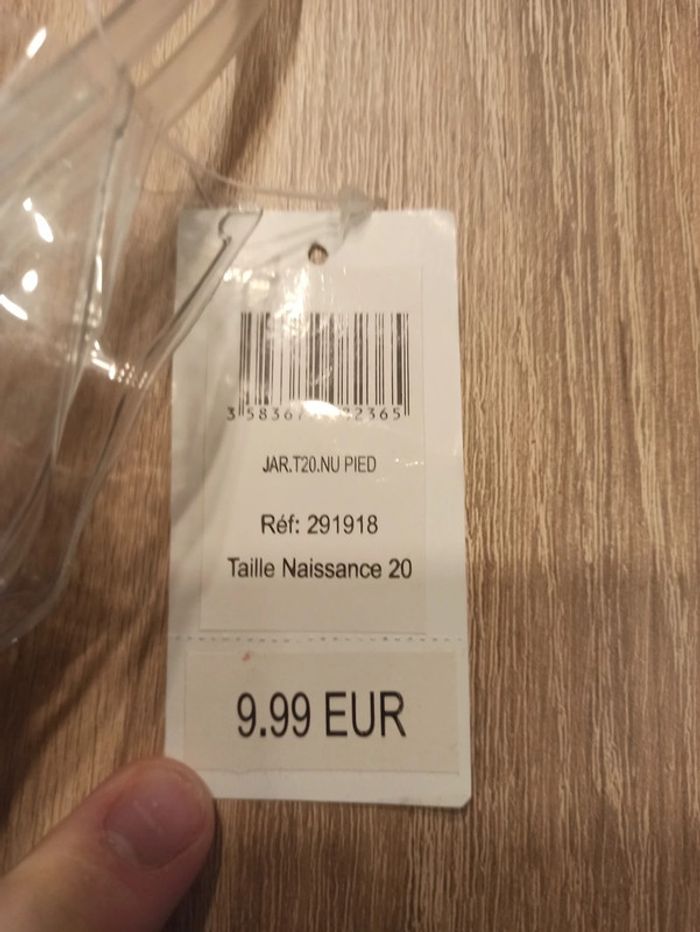 JAR.T20.NU PIED
Réf: 291918
Taille Naissance 20
9.99 EUR